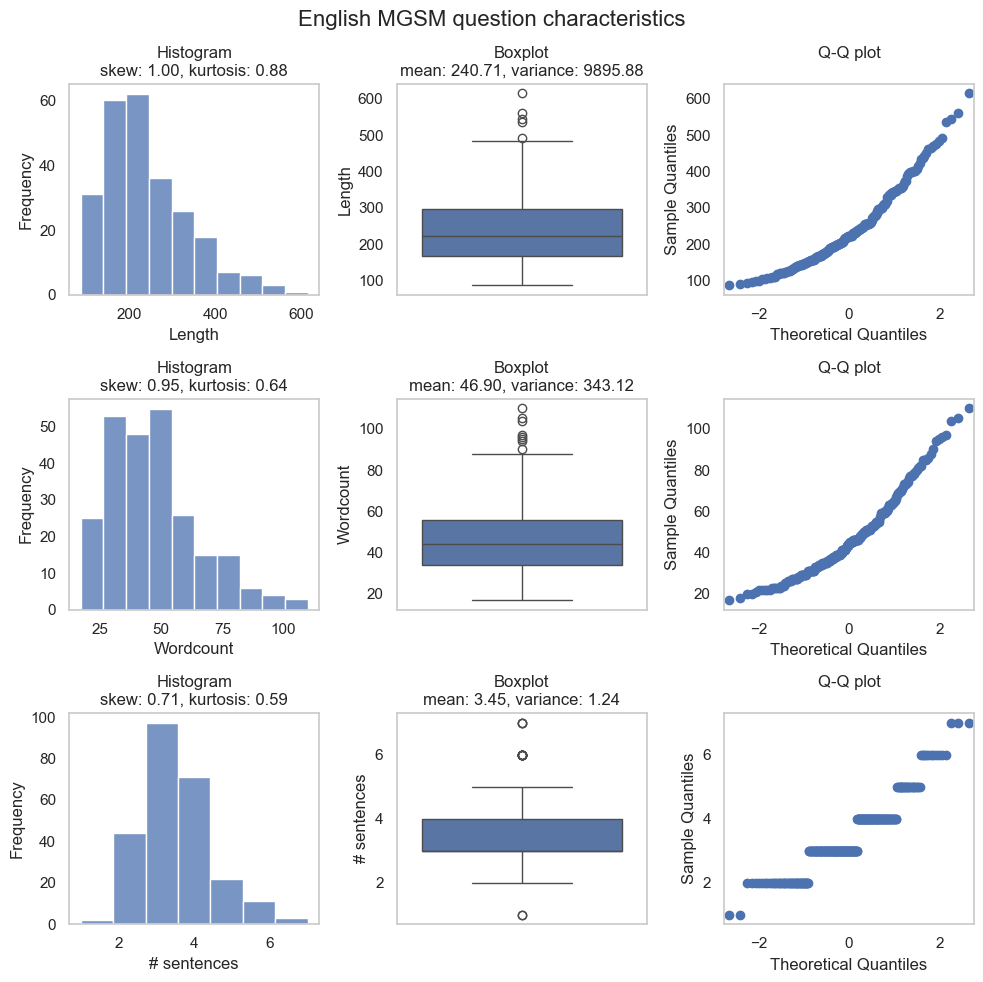 English MGSM question characteristics
Histogram
skew: 1.00, kurtosis: 0.88
Frequency
60
40
20
0
200
400
600
Length
Boxplot
mean: 240.71, variance: 9895.88
Length
600
500
400
300
200
100
Q-Q plot
Sample Quantiles
600
500
400
300
200
100
−2
0
2
Theoretical Quantiles
Histogram
skew: 0.95, kurtosis: 0.64
Frequency
50
40
30
20
10
0
25
50
75
100
Wordcount
Boxplot
mean: 46.90, variance: 343.12
Wordcount
100
80
60
40
20
Q-Q plot
Sample Quantiles
100
80
60
40
20
−2
0
2
Theoretical Quantiles
Histogram
skew: 0.71, kurtosis: 0.59
Frequency
100
80
60
40
20
0
2
4
6
# sentences
Boxplot
mean: 3.45, variance: 1.24
# sentences
6
4
2
Q-Q plot
Sample Quantiles
6
4
2
−2
0
2
Theoretical Quantiles